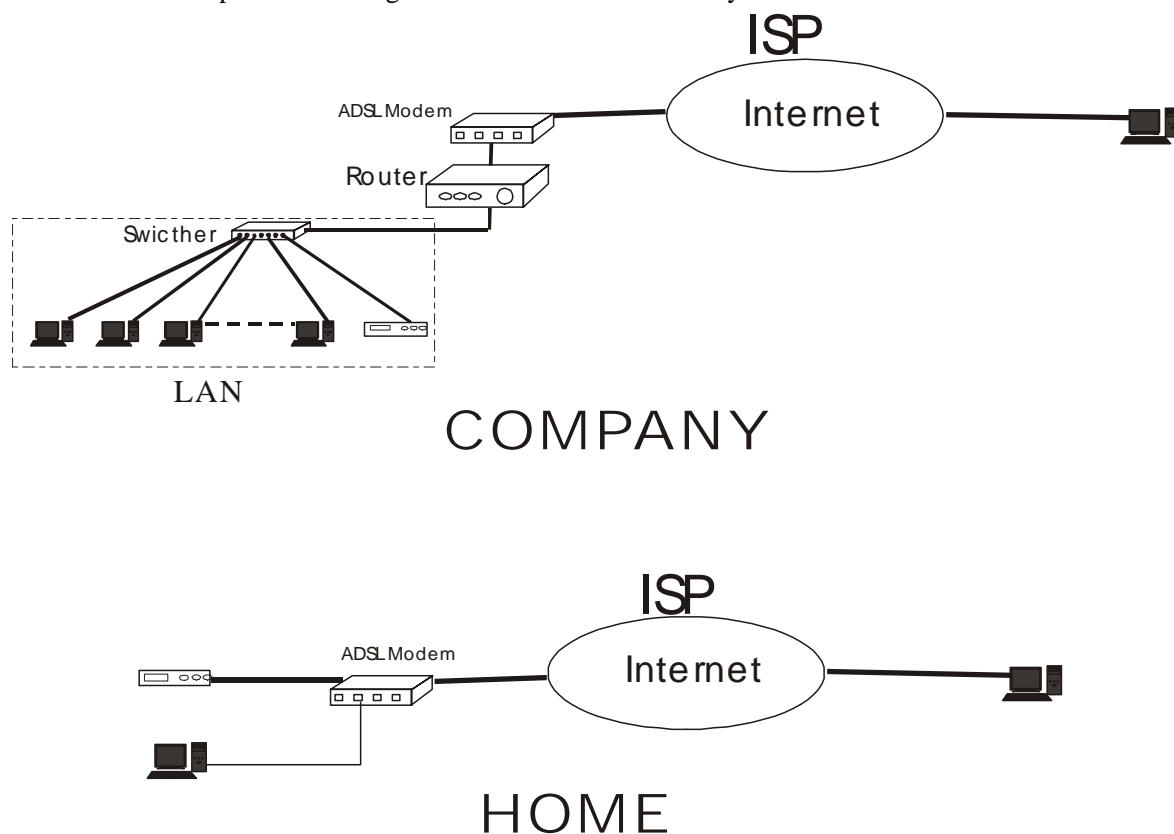 ISP
ADSL Modem
Internet
Router
Swicther
LAN
COMPANY
ISP
ADSL Modem
Internet
HOME